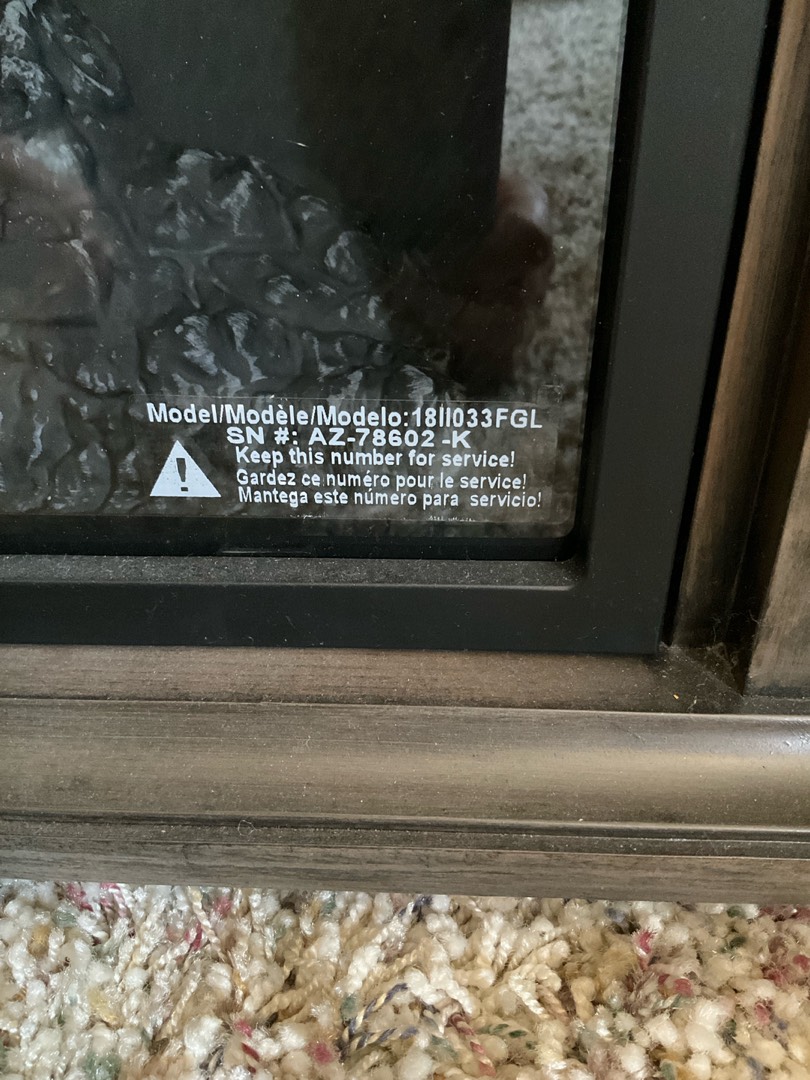 Model/Modèle/Modelo:18II033FGL
SN #: AZ-78602 -K
Keep this number for service!
Gardez ce numéro pour le service!
Mantega este número para servicio!